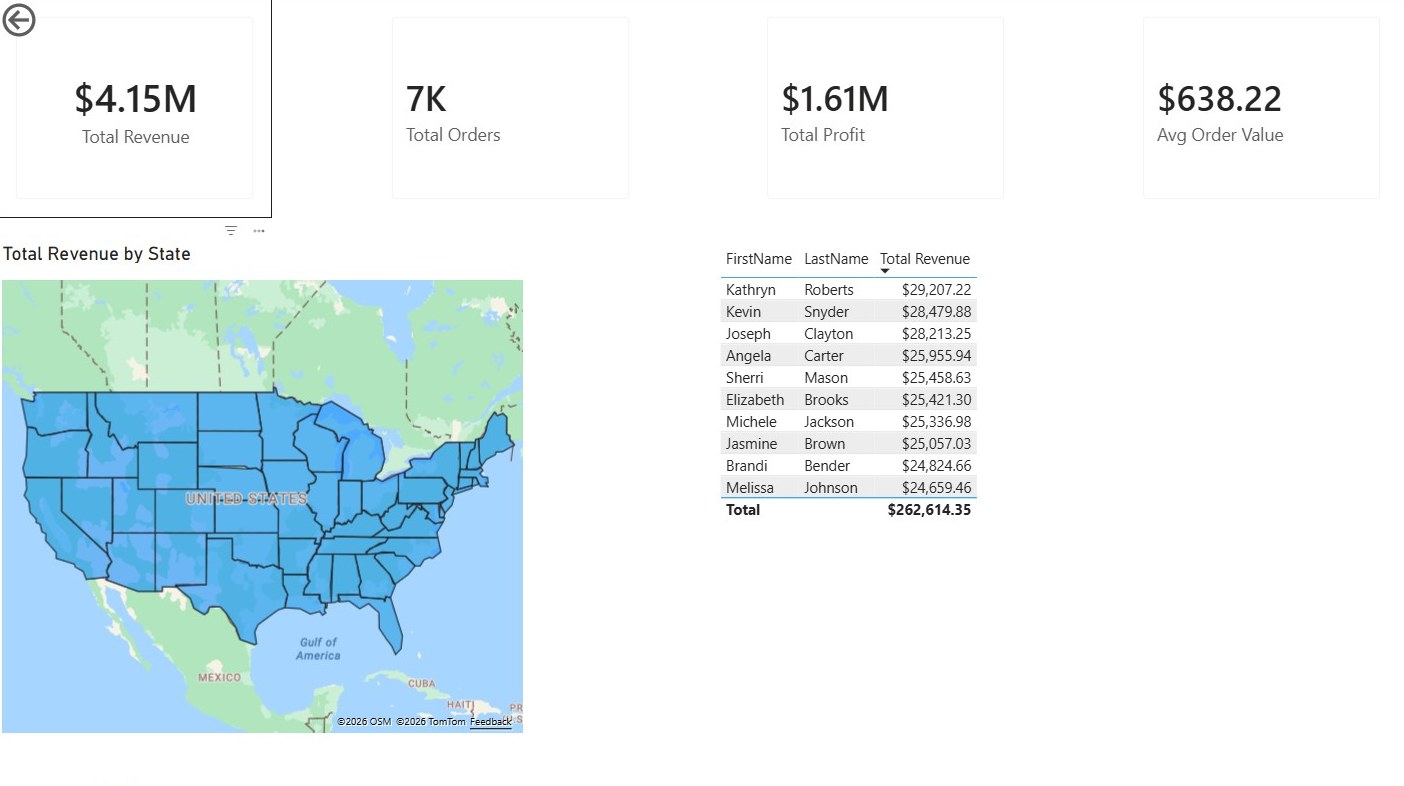 $4.15M
Total Revenue
7K
Total Orders
$1.61M
Total Profit
$638.22
Avg Order Value
Total Revenue by State
UNITED STATES
Gulf of
America
MEXICO
CUBA
HAITI
PR
U.S
©2026 OSM ©2026 TomTom Feedback
FirstName LastName Total Revenue
Kathryn Roberts $29,207.22
Kevin Snyder $28,479.88
Joseph Clayton $28,213.25
Angela Carter $25,955.94
Sherri Mason $25,458.63
Elizabeth Brooks $25,421.30
Michele Jackson $25,336.98
Jasmine Brown $25,057.03
Brandi Bender $24,824.66
Melissa Johnson $24,659.46
Total $262,614.35